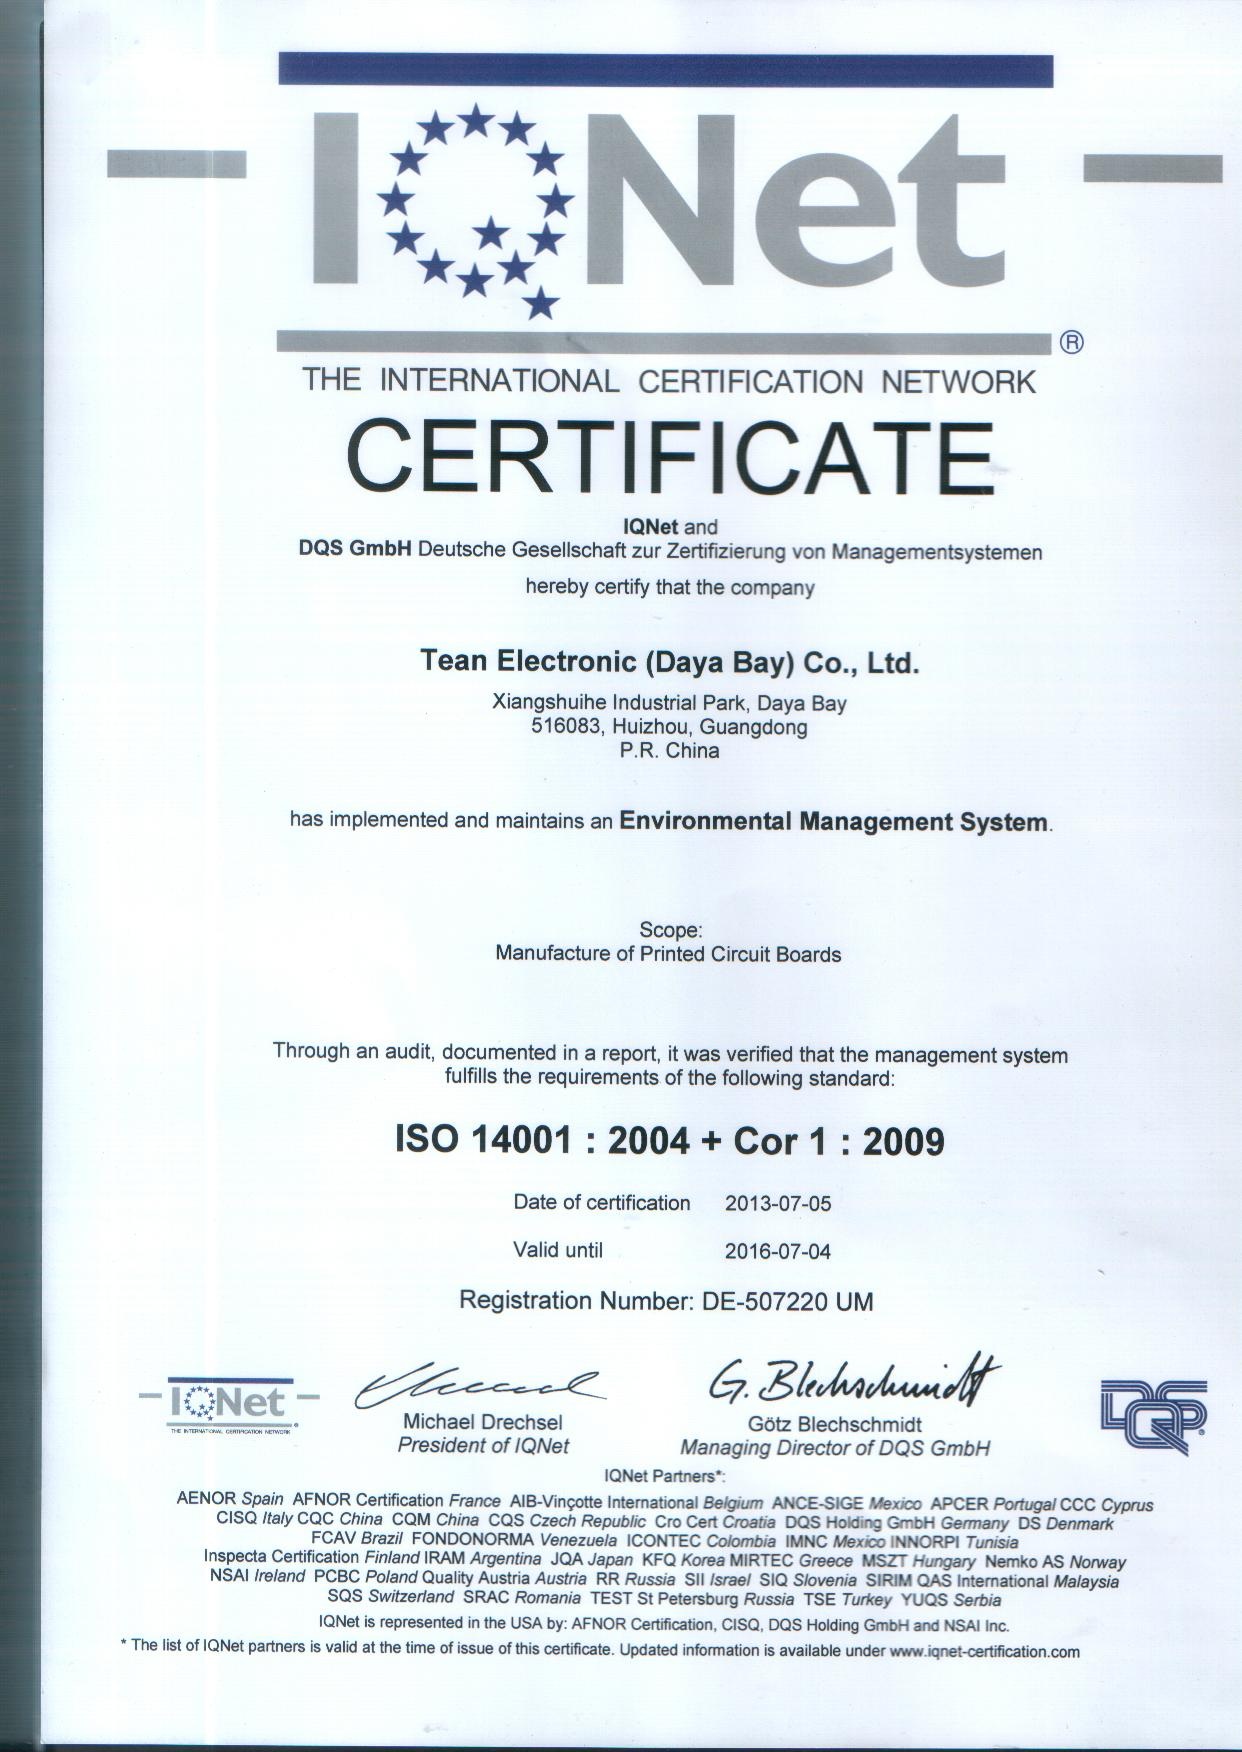 IQNet
®
THE INTERNATIONAL CERTIFICATION NETWORK
CERTIFICATE
IQNet and
DQS GmbH Deutsche Gesellschaft zur Zertifizierung von Managementsystemen
hereby certify that the company
Tean Electronic (Daya Bay) Co., Ltd.
Xiangshuihe Industrial Park, Daya Bay
516083, Huizhou, Guangdong
P.R. China
has implemented and maintains an Environmental Management System.
Scope:
Manufacture of Printed Circuit Boards
Through an audit, documented in a report, it was verified that the management system
fulfills the requirements of the following standard:
ISO 14001 : 2004 + Cor 1 : 2009
Date of certification 2013-07-05
Valid until 2016-07-04
Registration Number: DE-507220 UM
G. Blechschmidt
IQNet
THE INTERNATIONAL CERTIFICATION NETWORK
DQS
Michael Drechsel Götz Blechschmidt
President of IQNet Managing Director of DQS GmbH
IQNet Partners*:
AENOR Spain AFNOR Certification France AIB-Vinçotte International Belgium ANCE-SIGE Mexico APCER Portugal CCC Cyprus
CISQ Italy CQC China CQM China CQS Czech Republic Cro Cert Croatia DQS Holding GmbH Germany DS Denmark
FCAV Brazil FONDONORMA Venezuela ICONTEC Colombia IMNC Mexico INNORPI Tunisia
Inspecta Certification Finland IRAM Argentina JQA Japan KFQ Korea MIRTEC Greece MSZT Hungary Nemko AS Norway
NSAI Ireland PCBC Poland Quality Austria Austria RR Russia SII Israel SIQ Slovenia SIRIM QAS International Malaysia
SQS Switzerland SRAC Romania TEST St Petersburg Russia TSE Turkey YUQS Serbia
IQNet is represented in the USA by: AFNOR Certification, CISQ, DQS Holding GmbH and NSAI Inc.
* The list of IQNet partners is valid at the time of issue of this certificate. Updated information is available under www.iqnet-certification.com